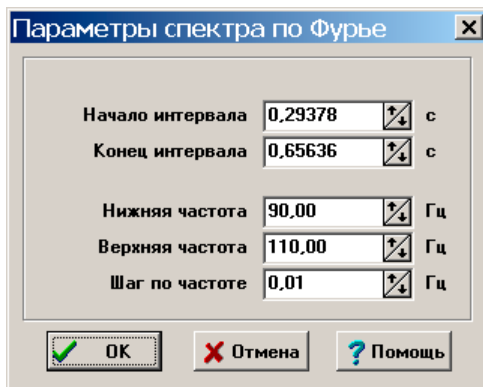 Параметры спектра по Фурье
Начало интервала 0,29378 с
Конец интервала 0,65636 с
Нижняя частота 90,00 Гц
Верхняя частота 110,00 Гц
Шаг по частоте 0,01 Гц
OK Отмена ? Помощь